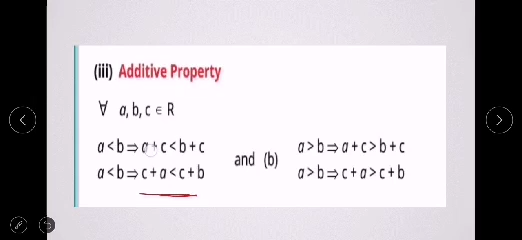 (iii) Additive Property
∀ a, b, c ∈ R
a < b ⇒ a + c < b + c
a < b ⇒ c + a < c + b
and (b)
a > b ⇒ a + c > b + c
a > b ⇒ c + a > c + b